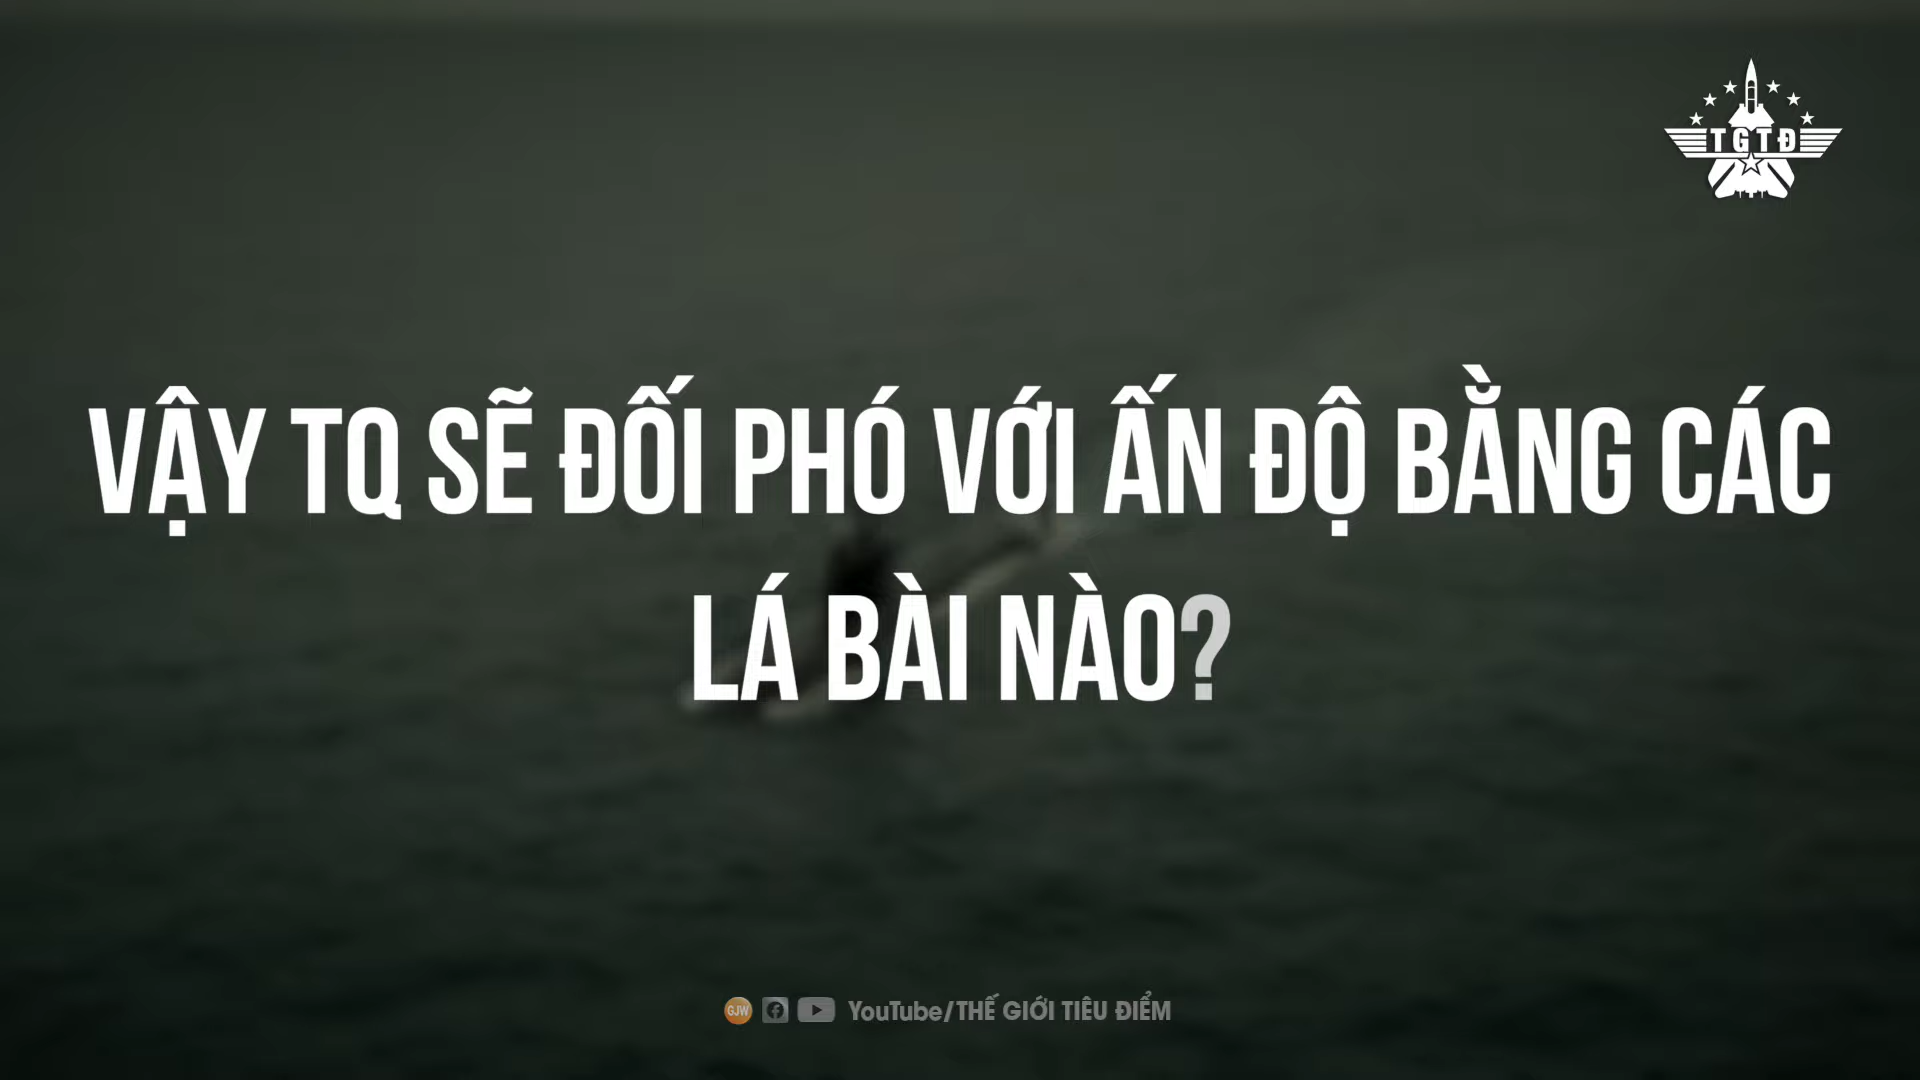 TGTĐ
VẬY TQ SẼ ĐỐI PHÓ VỚI ẤN ĐỘ BẰNG CÁC
LÁ BÀI NÀO?
GJW YouTube/THẾ GIỚI TIÊU ĐIỂM